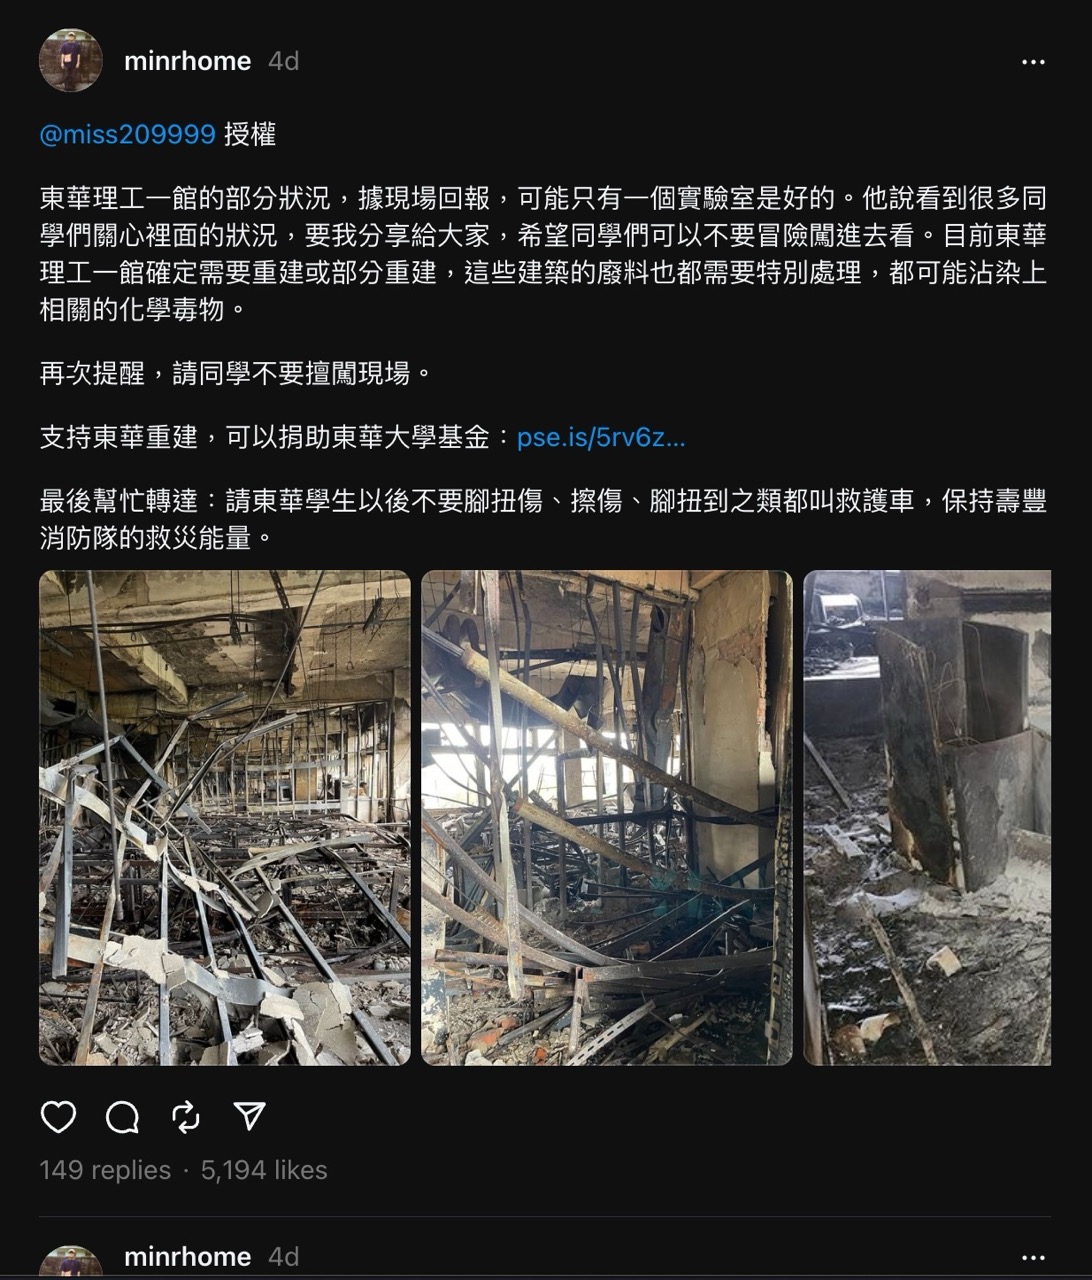 minrhome 4d
@miss209999 授權
東華理工一館的部分狀況，據現場回報，可能只有一個實驗室是好的。他說看到很多同
學們關心裡面的狀況，要我分享給大家，希望同學們可以不要冒險闖進去看。目前東華
理工一館確定需要重建或部分重建，這些建築的廢料也都需要特別處理，都可能沾染上
相關的化學毒物。
再次提醒，請同學不要擅闖現場。
支持東華重建，可以捐助東華大學基金：pse.is/5rv6z...
最後幫忙轉達：請東華學生以後不要腳扭傷、擦傷、腳扭到之類都叫救護車，保持壽豐
消防隊的救災能量。
149 replies · 5,194 likes
minrhome 4d